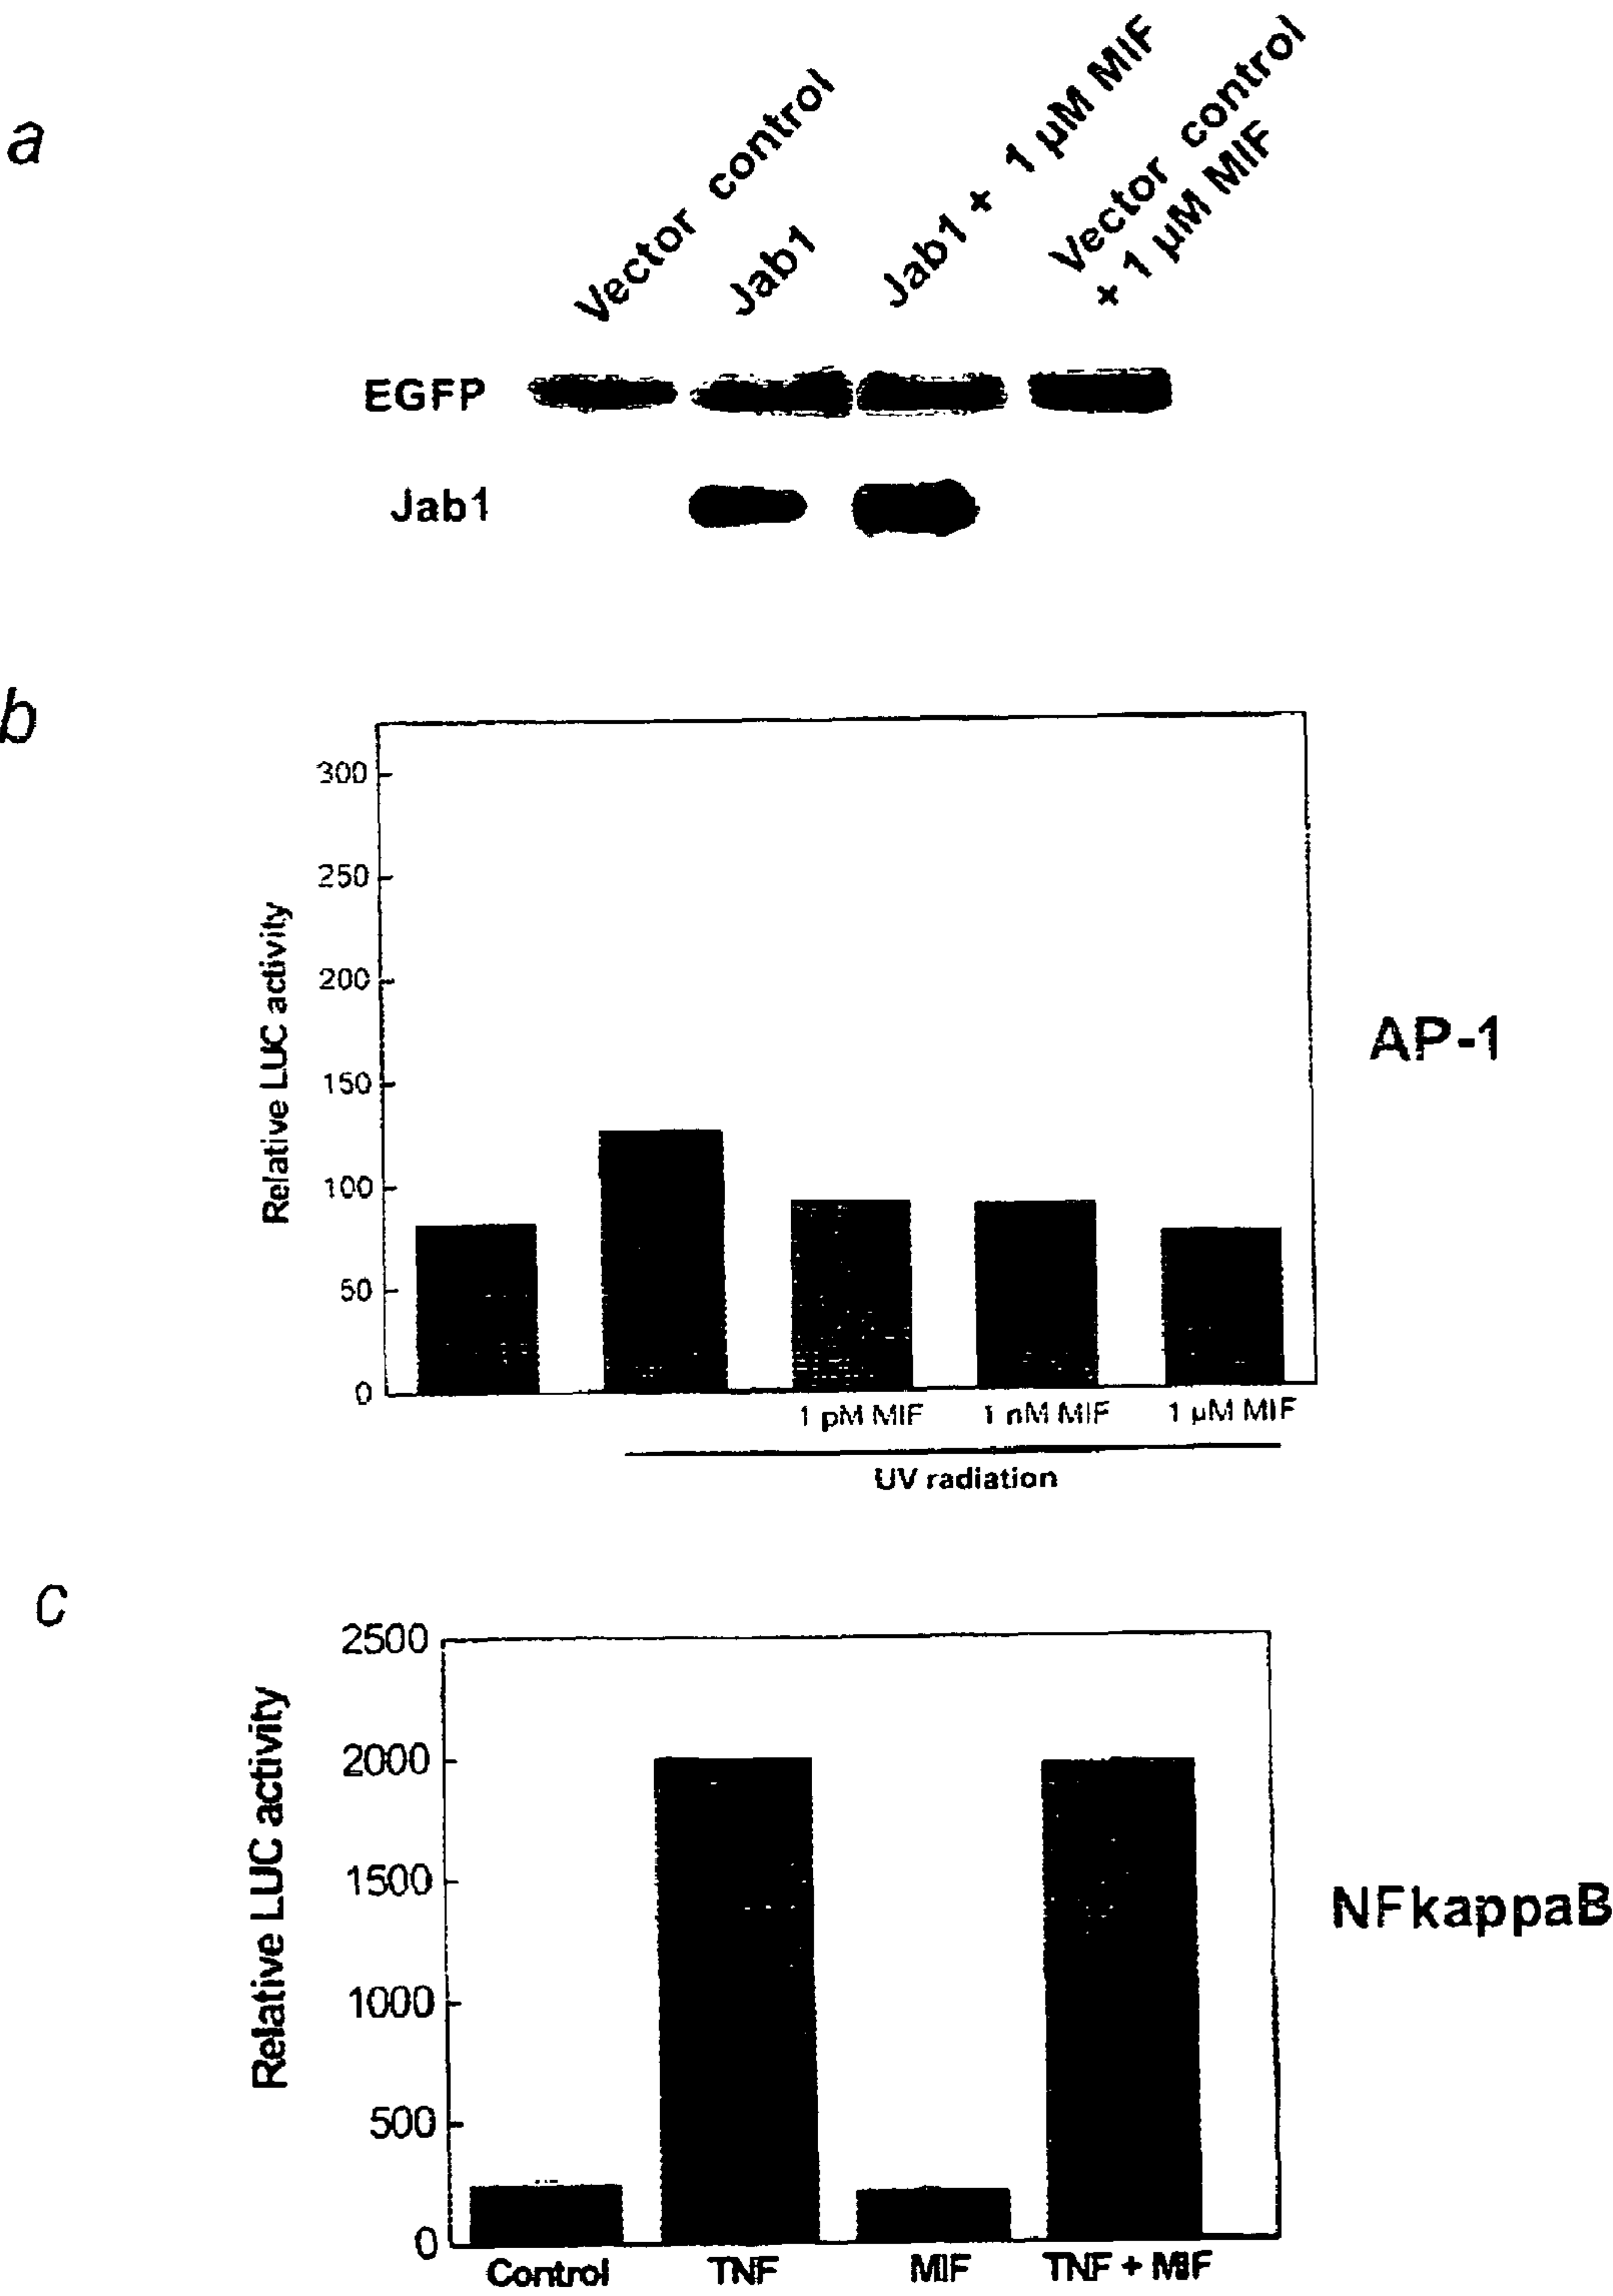 a
Vector control
Jab1
Jab1 + 1 µM MIF
Vector control
+ 1 µM MIF
EGFP
Jab1
b
300
250
200
150
100
50
0
Relative LUC activity
AP-1
1 pM MIF
1 nM MIF
1 µM MIF
UV radiation
c
2500
2000
1500
1000
500
0
Relative LUC activity
NFkappaB
Control
TNF
MIF
TNF + MIF